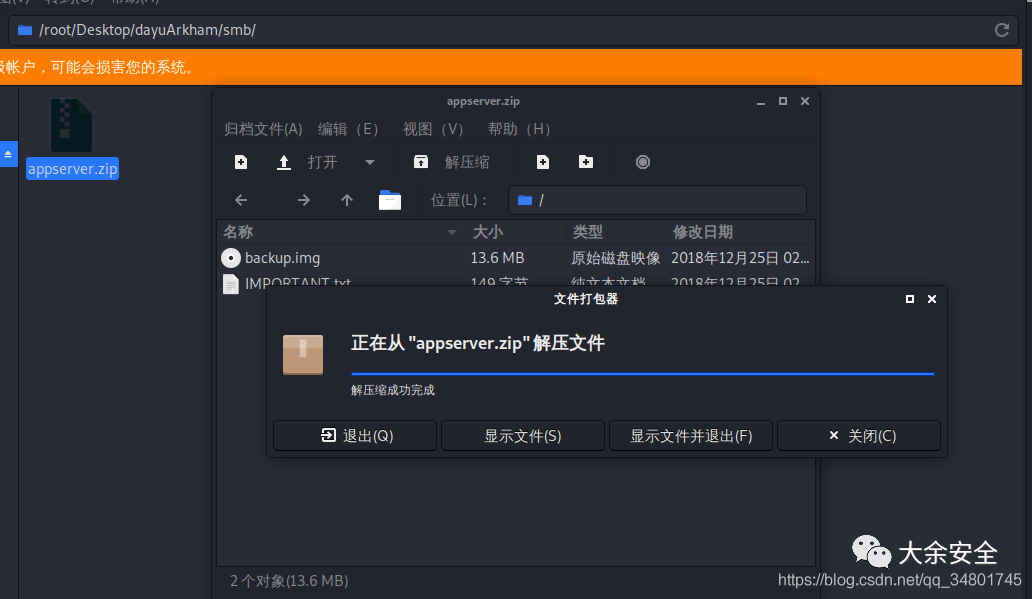 /root/Desktop/dayuArkham/smb/
帐户，可能会损害您的系统。
appserver.zip
appserver.zip
归档文件(A) 编辑（E） 视图（V） 帮助（H）
打开 解压缩
位置(L)： /
名称 大小 类型 修改日期
backup.img 13.6 MB 原始磁盘映像 2018年12月25日 02...
IMPORTANT.txt 149 字节 纯文本文档 2018年12月25日 02...
文件打包器
正在从 "appserver.zip" 解压文件
解压缩成功完成
退出(Q) 显示文件(S) 显示文件并退出(F) 关闭(C)
2 个对象(13.6 MB)
大余安全
https://blog.csdn.net/qq_34801745